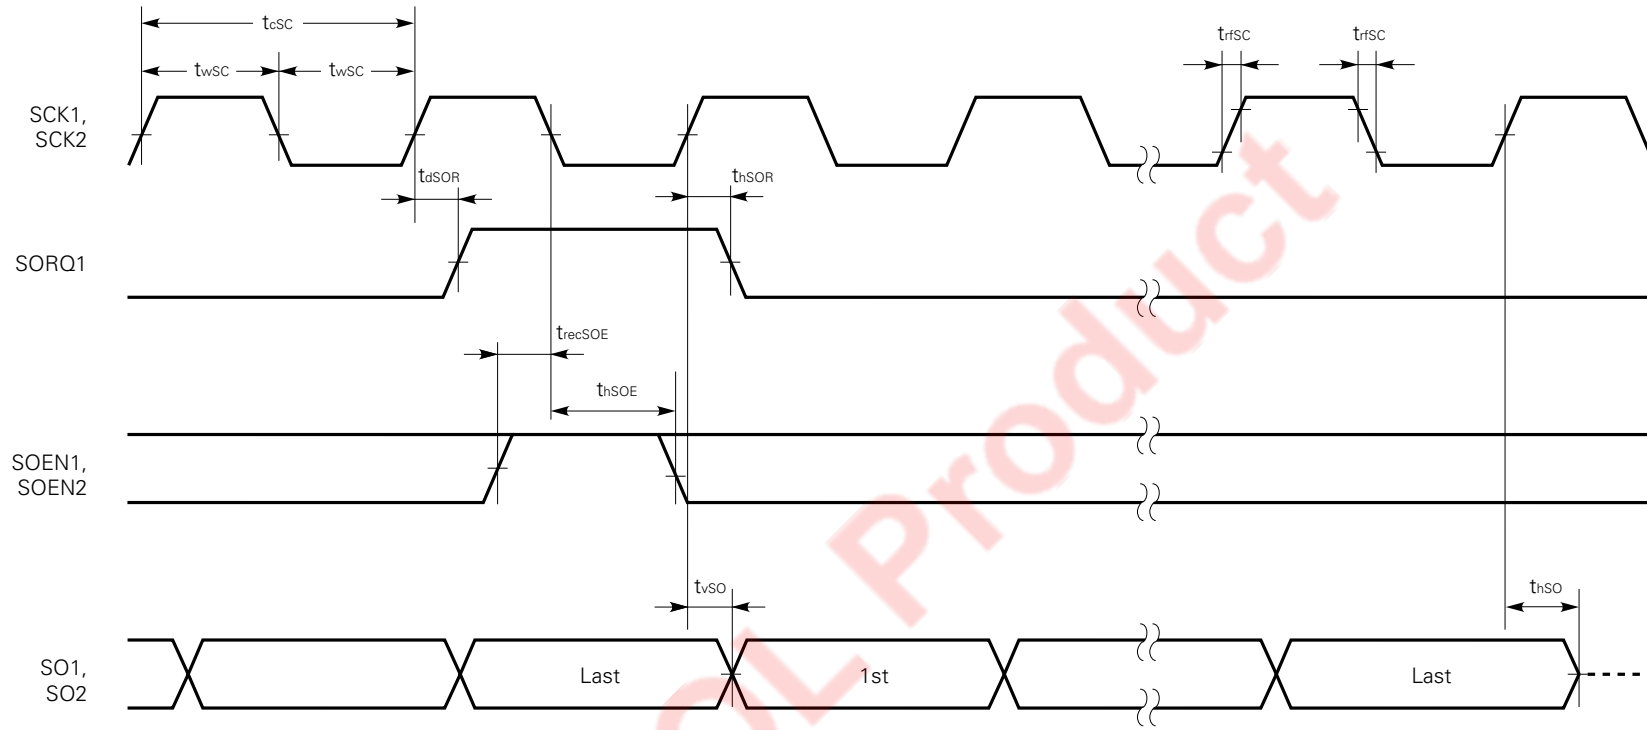 tcSC
twSC twSC
trfSC trfSC
SCK1,
SCK2
tdSOR thSOR
SORQ1
trecSOE
thSOE
SOEN1,
SOEN2
tvSO thSO
SO1,
SO2
Last 1st Last
OL Product